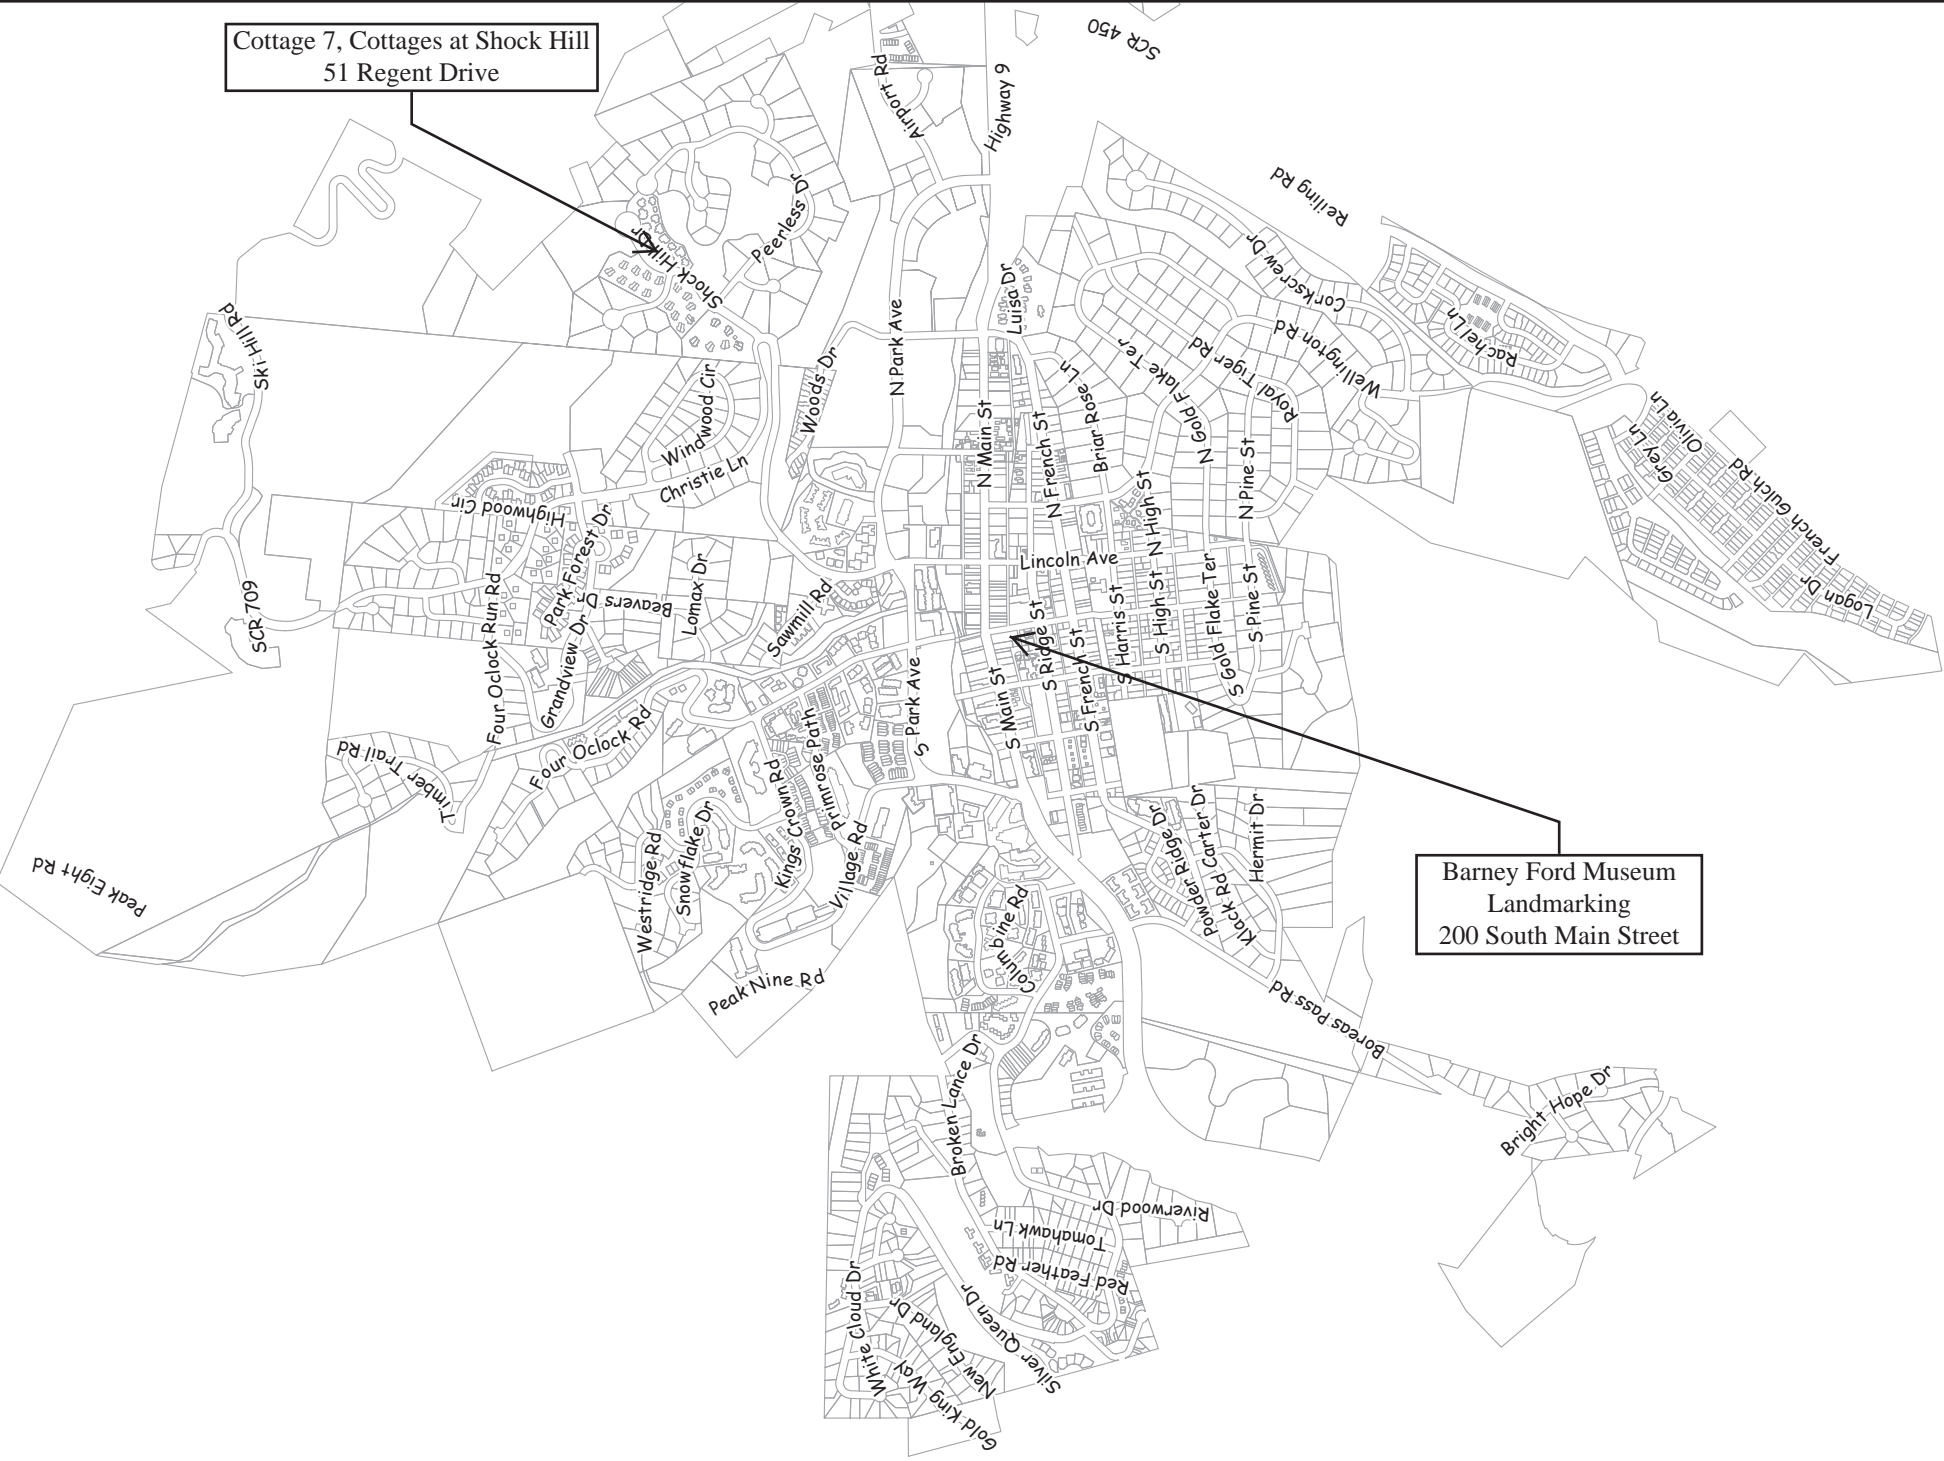 Cottage 7, Cottages at Shock Hill
51 Regent Drive
SCR 450
Airport Rd
Highway 9
Reiling Rd
Peerless Dr
Shock Hill Dr
Corkscrew Dr
Luisa Dr
Ski Hill Rd
N Park Ave
Woods Dr
Wellington Rd
Rachel Ln
Royal Tiger Rd
N Gold Flake Ter
Briar Rose Ln
Windwood Cir
Christie Ln
N Main St
N French St
N Pine St
Grey Ln
Olivia Ln
French Gulch Rd
Logan Dr
Highwood Cir
Park Forest Dr
N High St
Lincoln Ave
SCR 709
Four Oclock Run Rd
Beavers Dr
Lomax Dr
Sawmill Rd
Grandview Dr
S Ridge St
S French St
S Harris St
S High St
S Gold Flake Ter
S Pine St
S Park Ave
S Main St
Timber Trail Rd
Four Oclock Rd
Kings Crown Rd
Primrose Path
Village Rd
Westridge Rd
Snowflake Dr
Peak Eight Rd
Peak Nine Rd
Columbine Rd
Powder Ridge Dr
Carter Dr
Klack Rd
Hermit Dr
Barney Ford Museum
Landmarking
200 South Main Street
Boreas Pass Rd
Bright Hope Dr
Broken Lance Dr
Riverwood Dr
Tomahawk Ln
Red Feather Rd
White Cloud Dr
New England Dr
Silver Queen Dr
Gold King Way